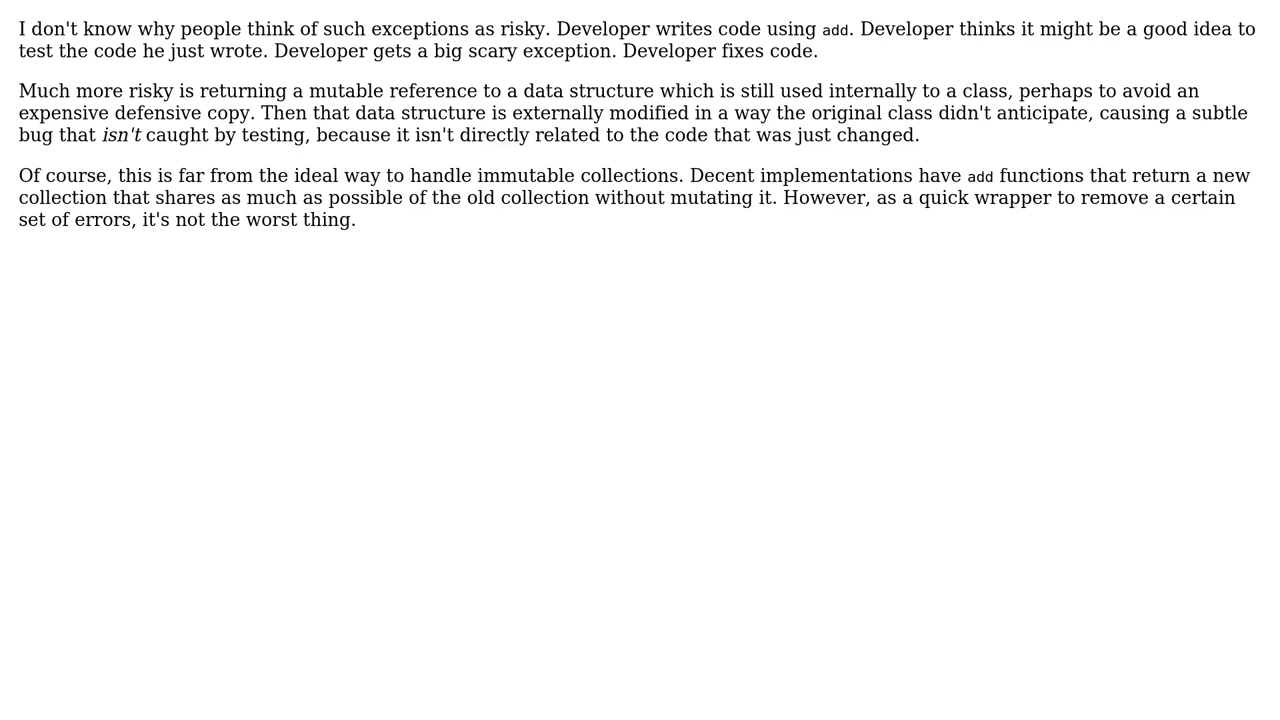 I don't know why people think of such exceptions as risky. Developer writes code using add. Developer thinks it might be a good idea to
test the code he just wrote. Developer gets a big scary exception. Developer fixes code.
Much more risky is returning a mutable reference to a data structure which is still used internally to a class, perhaps to avoid an
expensive defensive copy. Then that data structure is externally modified in a way the original class didn't anticipate, causing a subtle
bug that isn't caught by testing, because it isn't directly related to the code that was just changed.
Of course, this is far from the ideal way to handle immutable collections. Decent implementations have add functions that return a new
collection that shares as much as possible of the old collection without mutating it. However, as a quick wrapper to remove a certain
set of errors, it's not the worst thing.